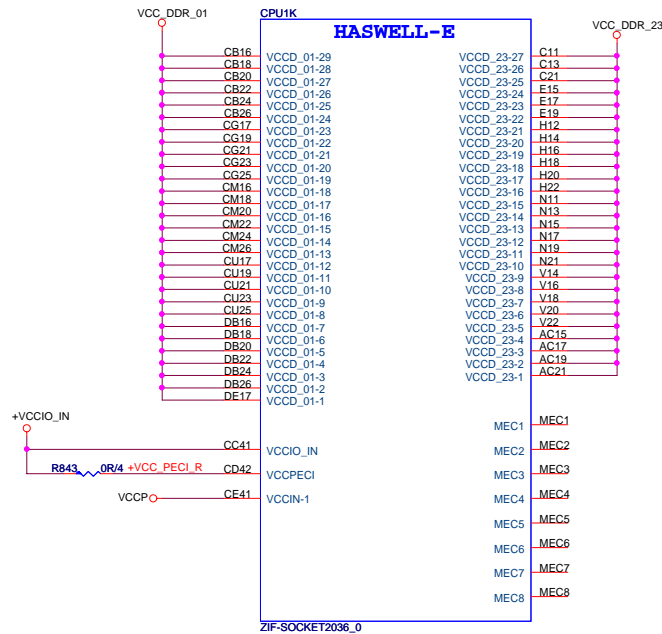 VCC_DDR_01
CPU1K
VCC_DDR_23
HASWELL-E
CB16 VCCD_01-29 VCCD_23-27 C11
CB18 VCCD_01-28 VCCD_23-26 C13
CB20 VCCD_01-27 VCCD_23-25 C21
CB22 VCCD_01-26 VCCD_23-24 E15
CB24 VCCD_01-25 VCCD_23-23 E17
CB26 VCCD_01-24 VCCD_23-22 E19
CG17 VCCD_01-23 VCCD_23-21 H12
CG19 VCCD_01-22 VCCD_23-20 H14
CG21 VCCD_01-21 VCCD_23-19 H16
CG23 VCCD_01-20 VCCD_23-18 H18
CG25 VCCD_01-19 VCCD_23-17 H20
CM16 VCCD_01-18 VCCD_23-16 H22
CM18 VCCD_01-17 VCCD_23-15 N11
CM20 VCCD_01-16 VCCD_23-14 N13
CM22 VCCD_01-15 VCCD_23-13 N15
CM24 VCCD_01-14 VCCD_23-12 N17
CM26 VCCD_01-13 VCCD_23-11 N19
CU17 VCCD_01-12 VCCD_23-10 N21
CU19 VCCD_01-11 VCCD_23-9 V14
CU21 VCCD_01-10 VCCD_23-8 V16
CU23 VCCD_01-9 VCCD_23-7 V18
CU25 VCCD_01-8 VCCD_23-6 V20
DB16 VCCD_01-7 VCCD_23-5 V22
DB18 VCCD_01-6 VCCD_23-4 AC15
DB20 VCCD_01-5 VCCD_23-3 AC17
DB22 VCCD_01-4 VCCD_23-2 AC19
DB24 VCCD_01-3 VCCD_23-1 AC21
DB26 VCCD_01-2
DE17 VCCD_01-1
+VCCIO_IN
MEC1 MEC1
CC41 VCCIO_IN MEC2 MEC2
R843 0R/4 +VCC_PECI_R CD42 VCCPECI MEC3 MEC3
VCCP CE41 VCCIN-1 MEC4 MEC4
MEC5 MEC5
MEC6 MEC6
MEC7 MEC7
MEC8 MEC8
ZIF-SOCKET2036_0